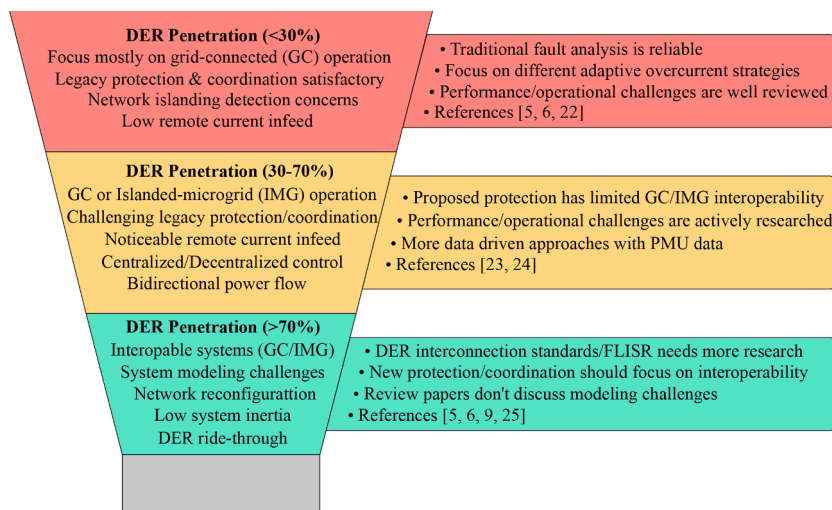 DER Penetration (<30%)
Focus mostly on grid-connected (GC) operation
Legacy protection & coordination satisfactory
Network islanding detection concerns
Low remote current infeed
• Traditional fault analysis is reliable
• Focus on different adaptive overcurrent strategies
• Performance/operational challenges are well reviewed
• References [5, 6, 22]
DER Penetration (30-70%)
GC or Islanded-microgrid (IMG) operation
Challenging legacy protection/coordination
Noticeable remote current infeed
Centralized/Decentralized control
Bidirectional power flow
• Proposed protection has limited GC/IMG interoperability
• Performance/operational challenges are actively researched
• More data driven approaches with PMU data
• References [23, 24]
DER Penetration (>70%)
Interopable systems (GC/IMG)
System modeling challenges
Network reconfigurattion
Low system inertia
DER ride-through
• DER interconnection standards/FLISR needs more research
• New protection/coordination should focus on interoperability
• Review papers don't discuss modeling challenges
• References [5, 6, 9, 25]